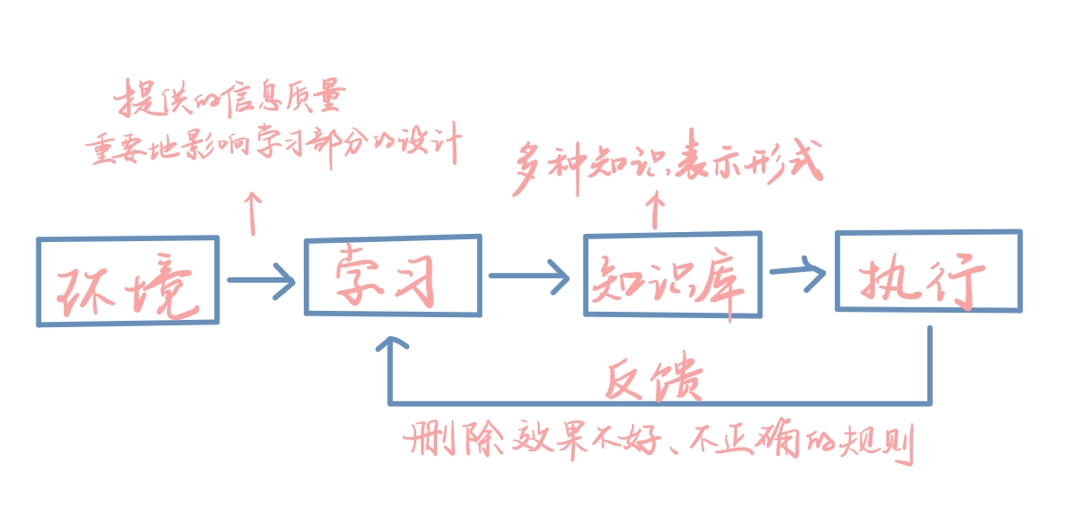 提供的信息质量
重要地影响学习部分的设计
多种知识表示形式
环境
学习
知识库
执行
反馈
删除效果不好、不正确的规则